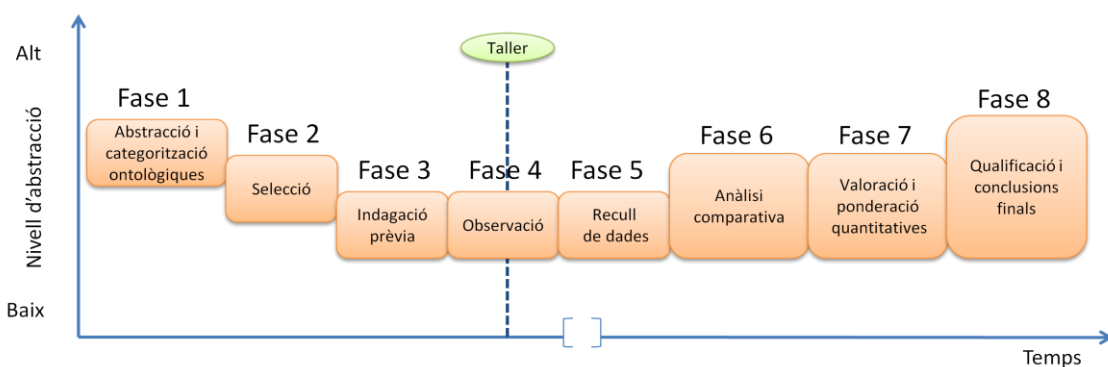 Alt
Taller
Nivell d'abstracció
Fase 1
Abstracció i
categorització
ontològiques
Fase 2
Selecció
Fase 3
Indagació
prèvia
Fase 4
Observació
Fase 5
Recull
de dades
Fase 6
Anàlisi
comparativa
Fase 7
Valoració i
ponderació
quantitatives
Fase 8
Qualificació i
conclusions
finals
Baix
Temps